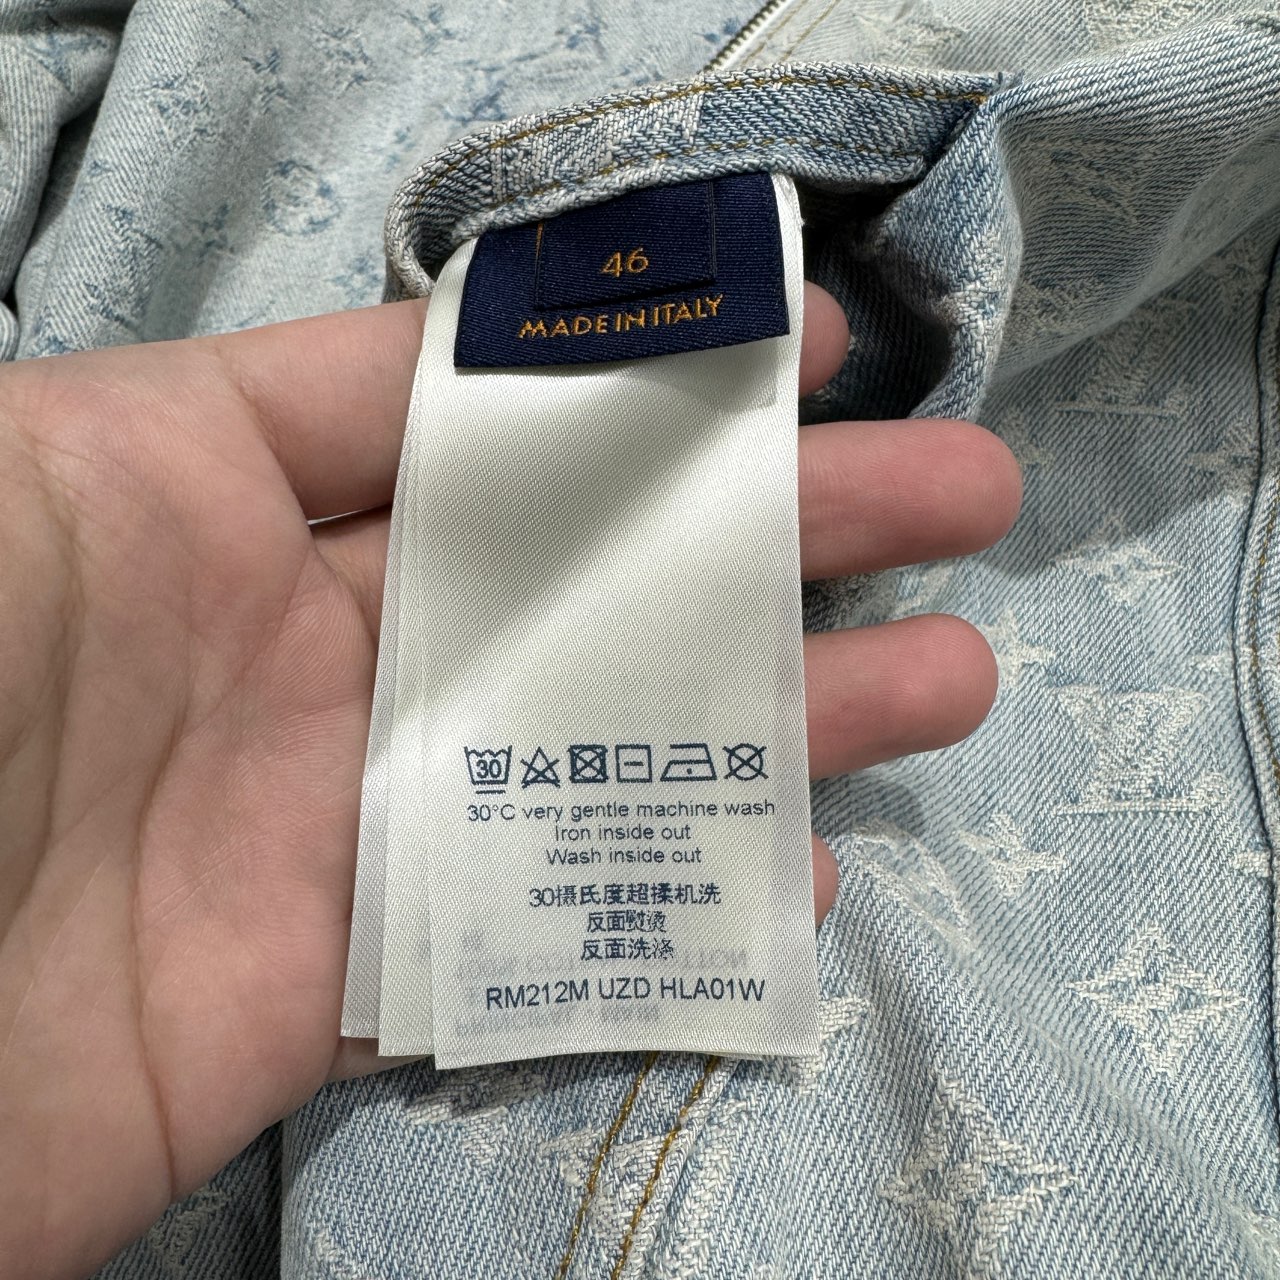 46
MADE IN ITALY
30
30°C very gentle machine wash
Iron inside out
Wash inside out
30摄氏度超揉机洗
反面熨烫
反面洗涤
RM212M UZD HLA01W